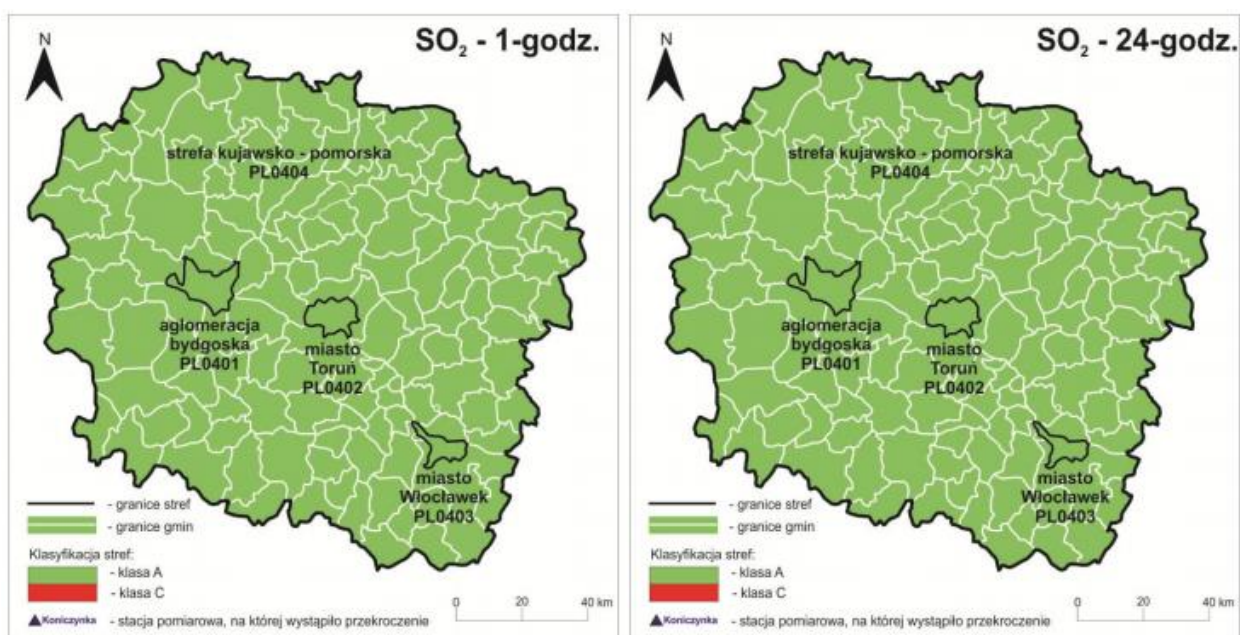 N
SO₂ - 1-godz.
strefa kujawsko - pomorska
PL0404
aglomeracja
bydgoska
PL0401
miasto
Toruń
PL0402
miasto
Włocławek
PL0403
- granice stref
- granice gmin
Klasyfikacja stref:
- klasa A
- klasa C
Koniczynka - stacja pomiarowa, na której wystąpiło przekroczenie
0 20 40 km
N
SO₂ - 24-godz.
strefa kujawsko - pomorska
PL0404
aglomeracja
bydgoska
PL0401
miasto
Toruń
PL0402
miasto
Włocławek
PL0403
- granice stref
- granice gmin
Klasyfikacja stref:
- klasa A
- klasa C
Koniczynka - stacja pomiarowa, na której wystąpiło przekroczenie
0 20 40 km